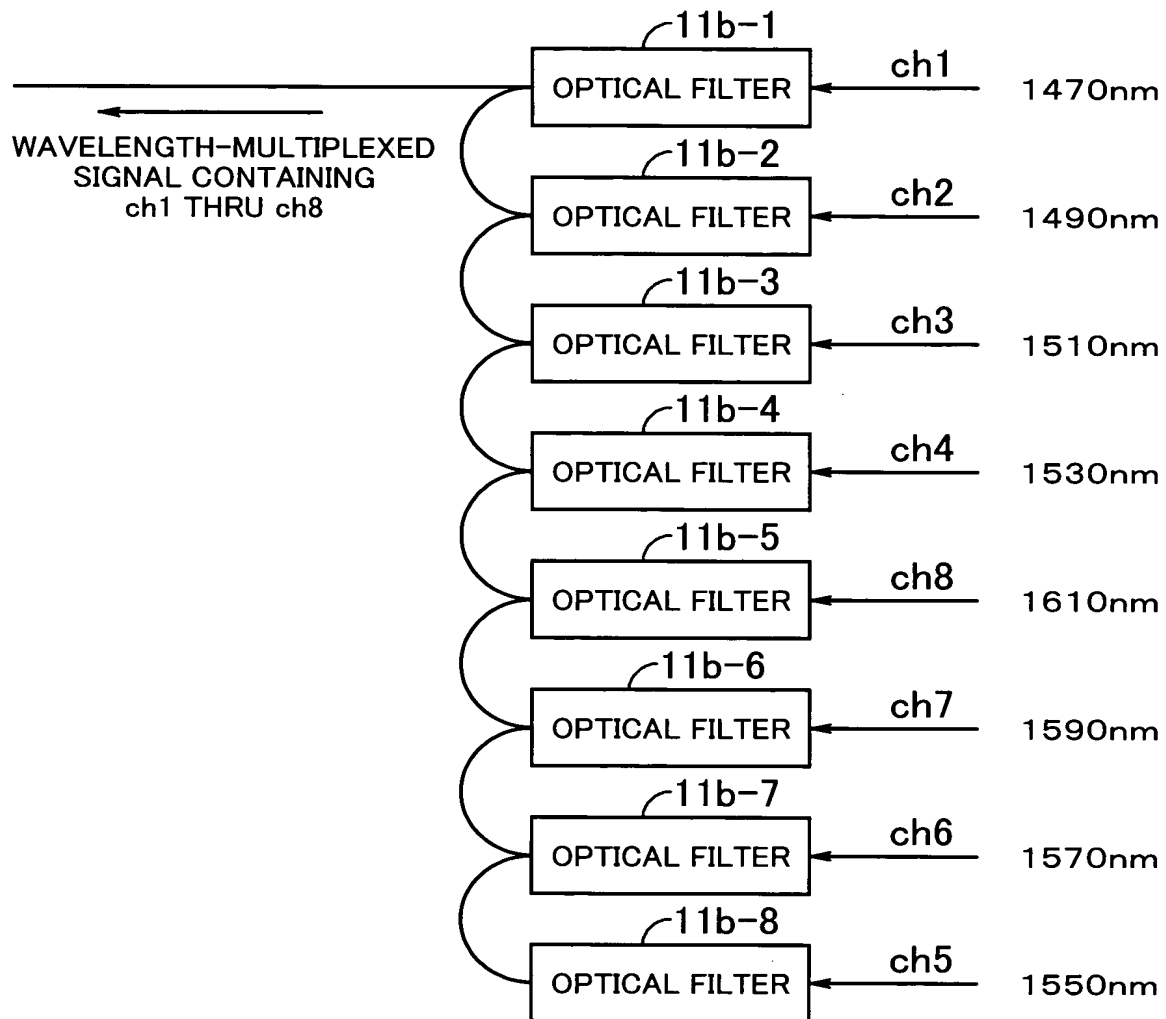 11b-1
OPTICAL FILTER
ch1
1470nm
WAVELENGTH-MULTIPLEXED
SIGNAL CONTAINING
ch1 THRU ch8
11b-2
OPTICAL FILTER
ch2
1490nm
11b-3
OPTICAL FILTER
ch3
1510nm
11b-4
OPTICAL FILTER
ch4
1530nm
11b-5
OPTICAL FILTER
ch8
1610nm
11b-6
OPTICAL FILTER
ch7
1590nm
11b-7
OPTICAL FILTER
ch6
1570nm
11b-8
OPTICAL FILTER
ch5
1550nm